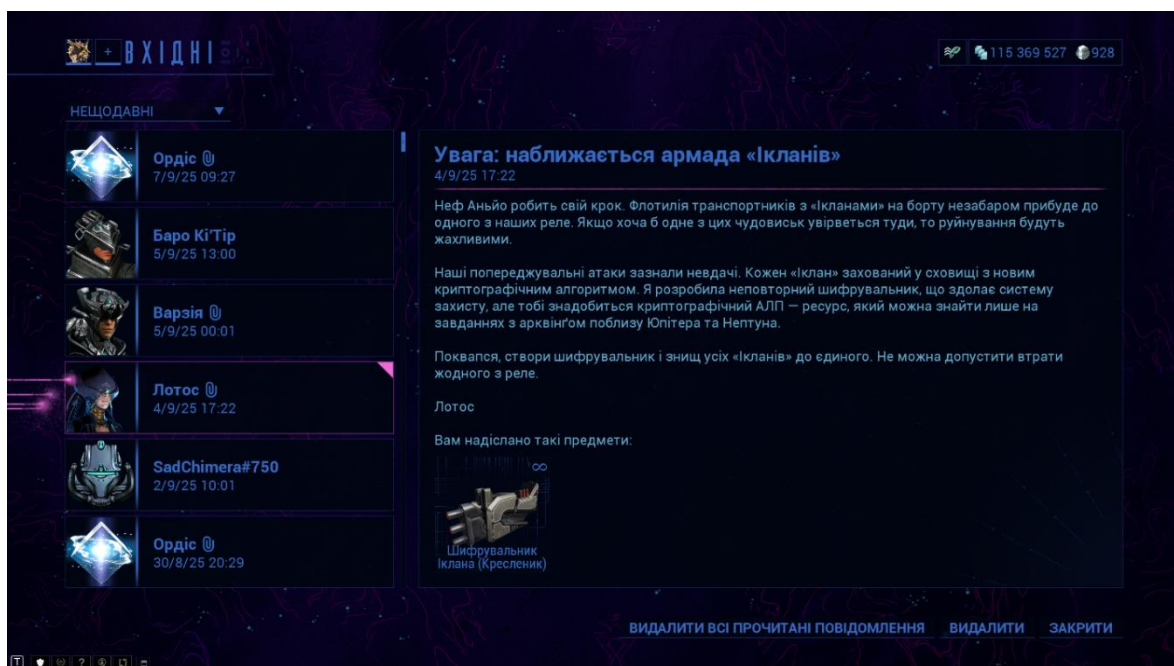 ВХІДНІ
115 369 527 928
НЕЩОДАВНІ
Ордіс
7/9/25 09:27
Баро Кі'Тір
5/9/25 13:00
Варзія
5/9/25 00:01
Лотос
4/9/25 17:22
SadChimera#750
2/9/25 10:01
Ордіс
30/8/25 20:29
Увага: наближається армада «Ікланів»
4/9/25 17:22
Неф Аньйо робить свій крок. Флотилія транспортників з «Ікланами» на борту незабаром прибуде до
одного з наших реле. Якщо хоча б одне з цих чудовиськ увірветься туди, то руйнування будуть
жахливими.
Наші попереджувальні атаки зазнали невдачі. Кожен «Іклан» захований у сховищі з новим
криптографічним алгоритмом. Я розробила неповторний шифрувальник, що здолає систему
захисту, але тобі знадобиться криптографічний АЛП — ресурс, який можна знайти лише на
завданнях з арквінґом поблизу Юпітера та Нептуна.
Поквапся, створи шифрувальник і знищ усіх «Ікланів» до єдиного. Не можна допустити втрати
жодного з реле.
Лотос
Вам надіслано такі предмети:
Шифрувальник
Іклана (Кресленик)
ВИДАЛИТИ ВСІ ПРОЧИТАНІ ПОВІДОМЛЕННЯ ВИДАЛИТИ ЗАКРИТИ